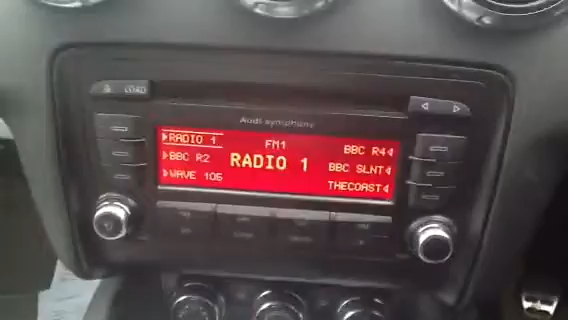 LOAD
Audi symphony
RADIO 1
FM1
BBC R4
BBC R2
RADIO 1
BBC SLNT
WAVE 105
THECOAST